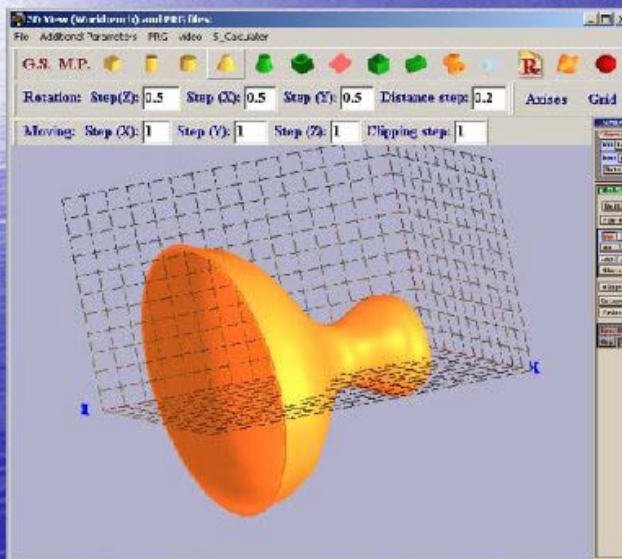 3D View (Workbench) and PRG files:
File Additional Parameters PRG video S_Calculator
G.S. M.P. R
Rotation: Step(Z): 0.5 Step (X): 0.5 Step (Y): 0.5 Distance step: 0.2 Axises Grid
Moving: Step (X): 1 Step (Y): 1 Step (Z): 1 Clipping step: 1
X